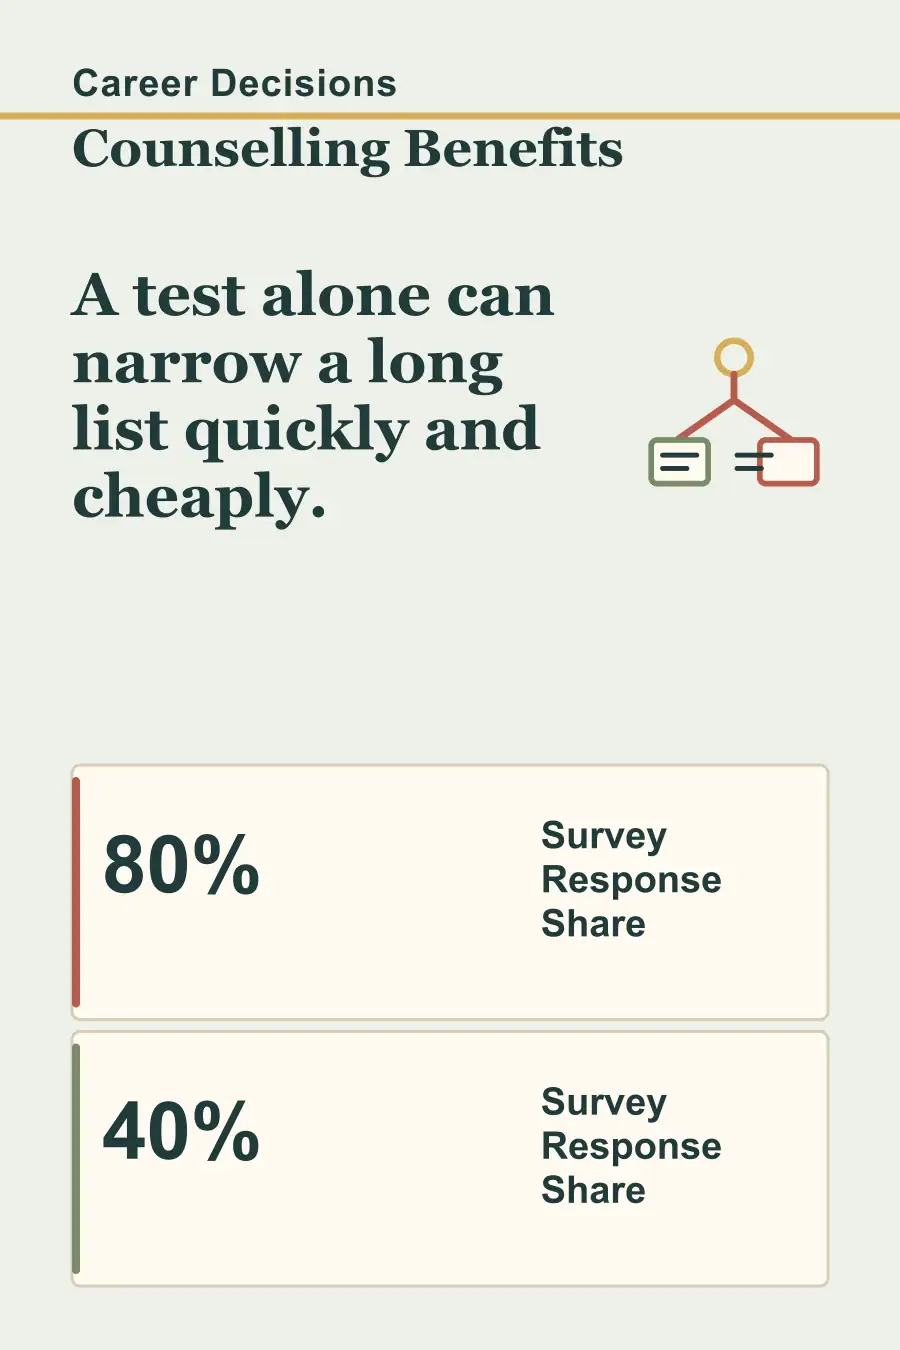 Career Decisions
Counselling Benefits
A test alone can
narrow a long
list quickly and
cheaply.
80%
Survey
Response
Share
40%
Survey
Response
Share